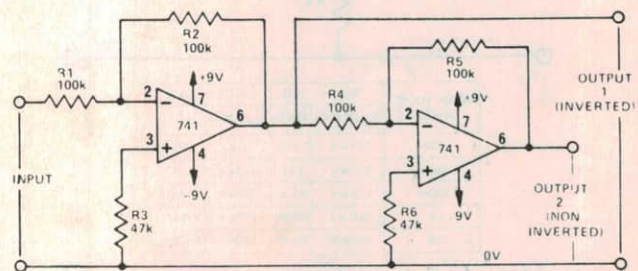 R2
100k
R1
100k
+9V
2
7
6
741
3
4
-9V
INPUT
R3
47k
R4
100k
R5
100k
+9V
2
7
6
741
3
4
9V
R6
47k
0V
OUTPUT
1
(INVERTED)
OUTPUT
2
(NON
INVERTED)